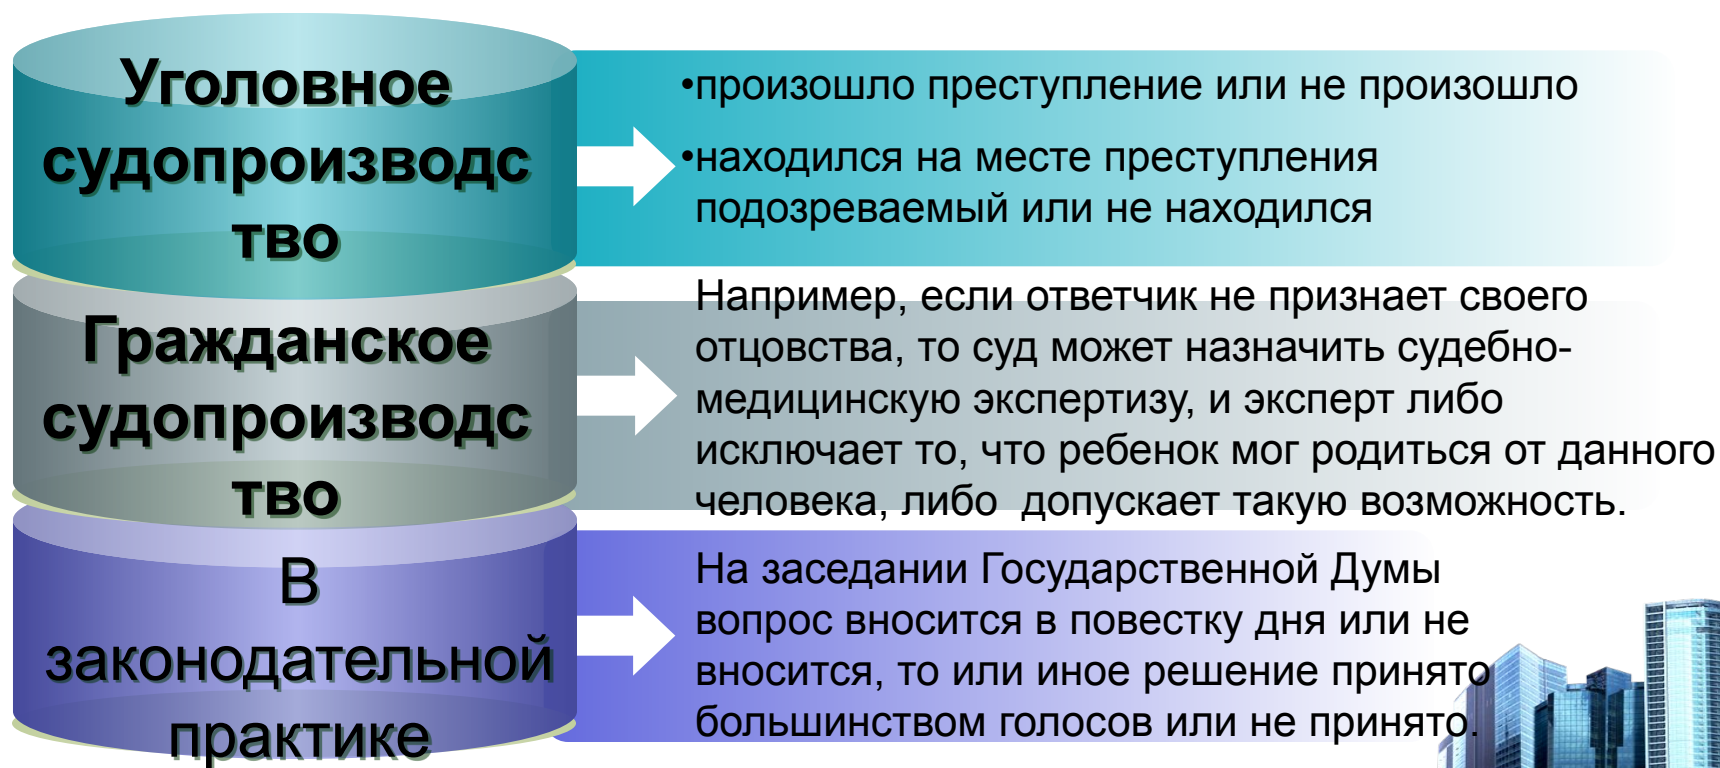 Уголовное
судопроизводс
тво
•произошло преступление или не произошло
•находился на месте преступления
подозреваемый или не находился
Гражданское
судопроизводс
тво
Например, если ответчик не признает своего
отцовства, то суд может назначить судебно-
медицинскую экспертизу, и эксперт либо
исключает то, что ребенок мог родиться от данного
человека, либо допускает такую возможность.
В
законодательной
практике
На заседании Государственной Думы
вопрос вносится в повестку дня или не
вносится, то или иное решение принято
большинством голосов или не принято.